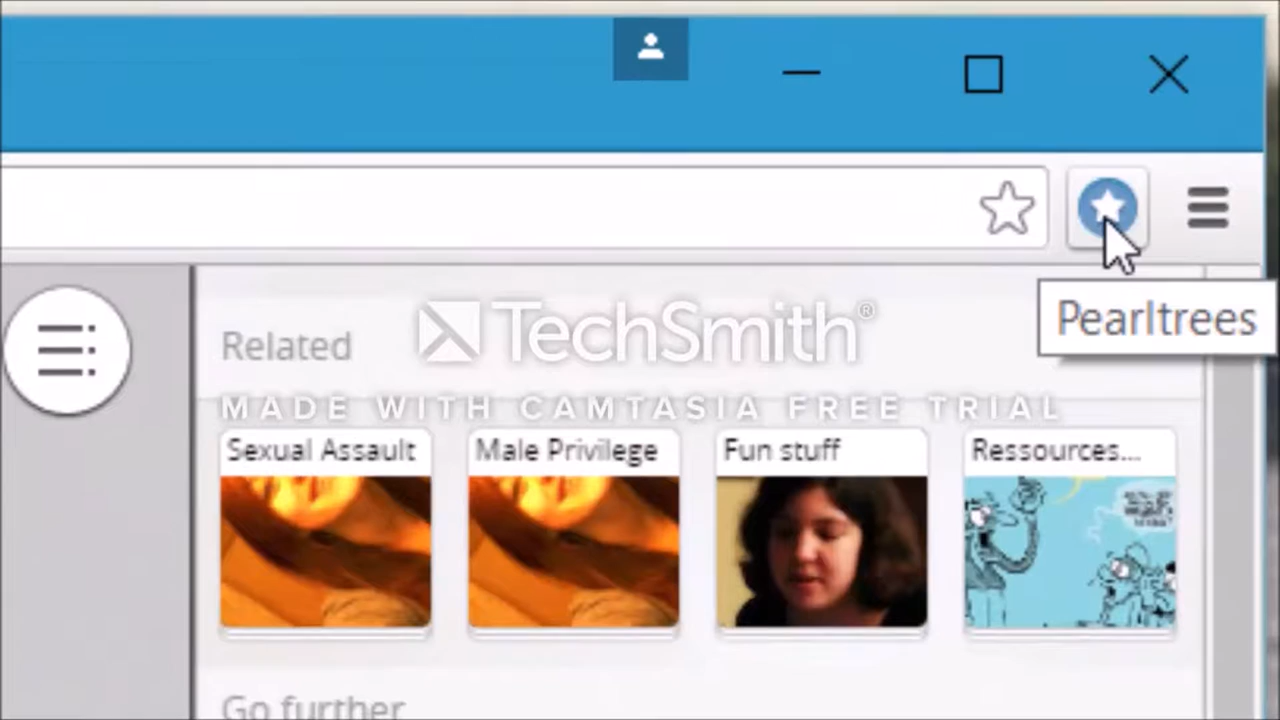 Pearltrees
Related
TechSmith®
MADE WITH CAMTASIA FREE TRIAL
Sexual Assault
Male Privilege
Fun stuff
Ressources...
Go further